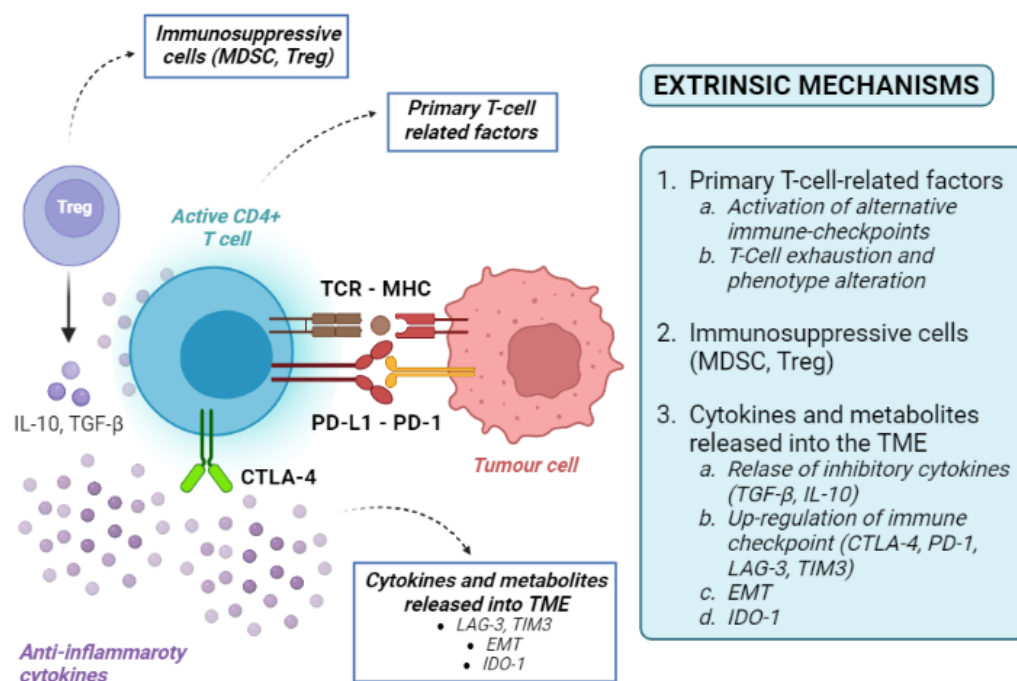 Immunosuppressive
cells (MDSC, Treg)
Primary T-cell
related factors
Treg
Active CD4+
T cell
TCR - MHC
IL-10, TGF-β
PD-L1 - PD-1
CTLA-4
Tumour cell
Cytokines and metabolites
released into TME
• LAG-3, TIM3
• EMT
• IDO-1
Anti-inflammaroty
cytokines
EXTRINSIC MECHANISMS
1. Primary T-cell-related factors
a. Activation of alternative
immune-checkpoints
b. T-Cell exhaustion and
phenotype alteration
2. Immunosuppressive cells
(MDSC, Treg)
3. Cytokines and metabolites
released into the TME
a. Relase of inhibitory cytokines
(TGF-β, IL-10)
b. Up-regulation of immune
checkpoint (CTLA-4, PD-1,
LAG-3, TIM3)
c. EMT
d. IDO-1